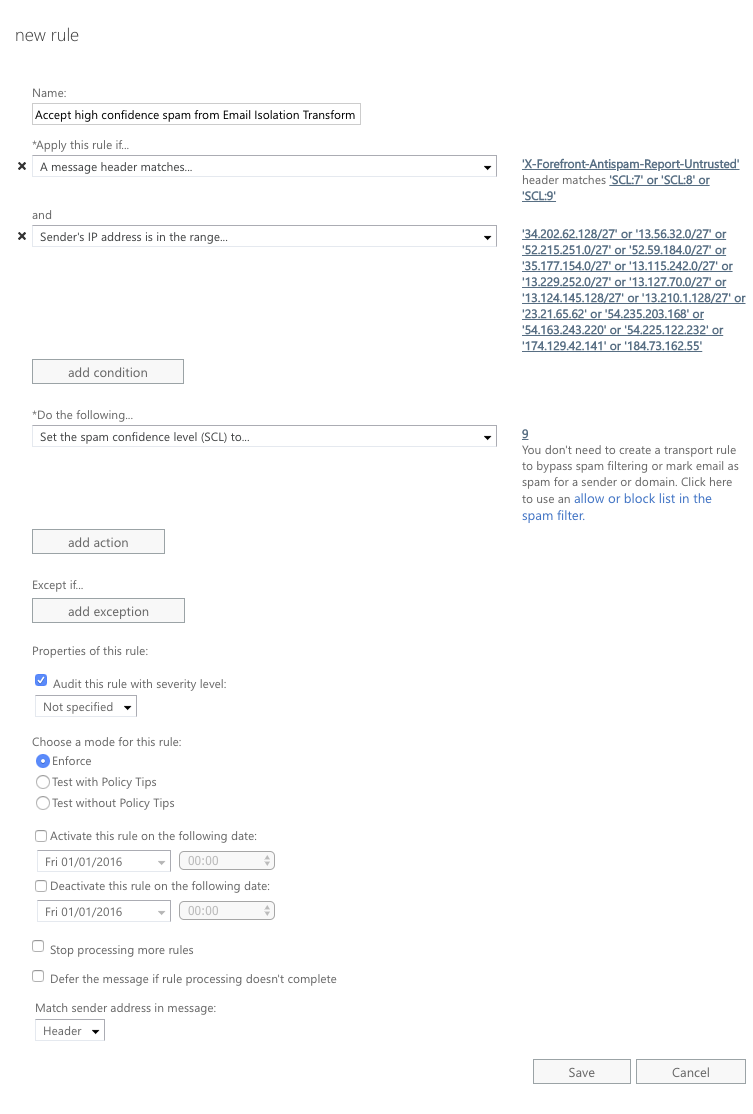 new rule
Name:
Accept high confidence spam from Email Isolation Transform
*Apply this rule if...
A message header matches...
'X-Forefront-Antispam-Report-Untrusted'
header matches 'SCL:7' or 'SCL:8' or
'SCL:9'
and
Sender's IP address is in the range...
'34.202.62.128/27' or '13.56.32.0/27' or
'52.215.251.0/27' or '52.59.184.0/27' or
'35.177.154.0/27' or '13.115.242.0/27' or
'13.229.252.0/27' or '13.127.70.0/27' or
'13.124.145.128/27' or '13.210.1.128/27' or
'23.21.65.62' or '54.235.203.168' or
'54.163.243.220' or '54.225.122.232' or
'174.129.42.141' or '184.73.162.55'
add condition
*Do the following...
Set the spam confidence level (SCL) to...
9
You don't need to create a transport rule
to bypass spam filtering or mark email as
spam for a sender or domain. Click here
to use an allow or block list in the
spam filter.
add action
Except if...
add exception
Properties of this rule:
Audit this rule with severity level:
Not specified
Choose a mode for this rule:
Enforce
Test with Policy Tips
Test without Policy Tips
Activate this rule on the following date:
Fri 01/01/2016 00:00
Deactivate this rule on the following date:
Fri 01/01/2016 00:00
Stop processing more rules
Defer the message if rule processing doesn't complete
Match sender address in message:
Header
Save Cancel